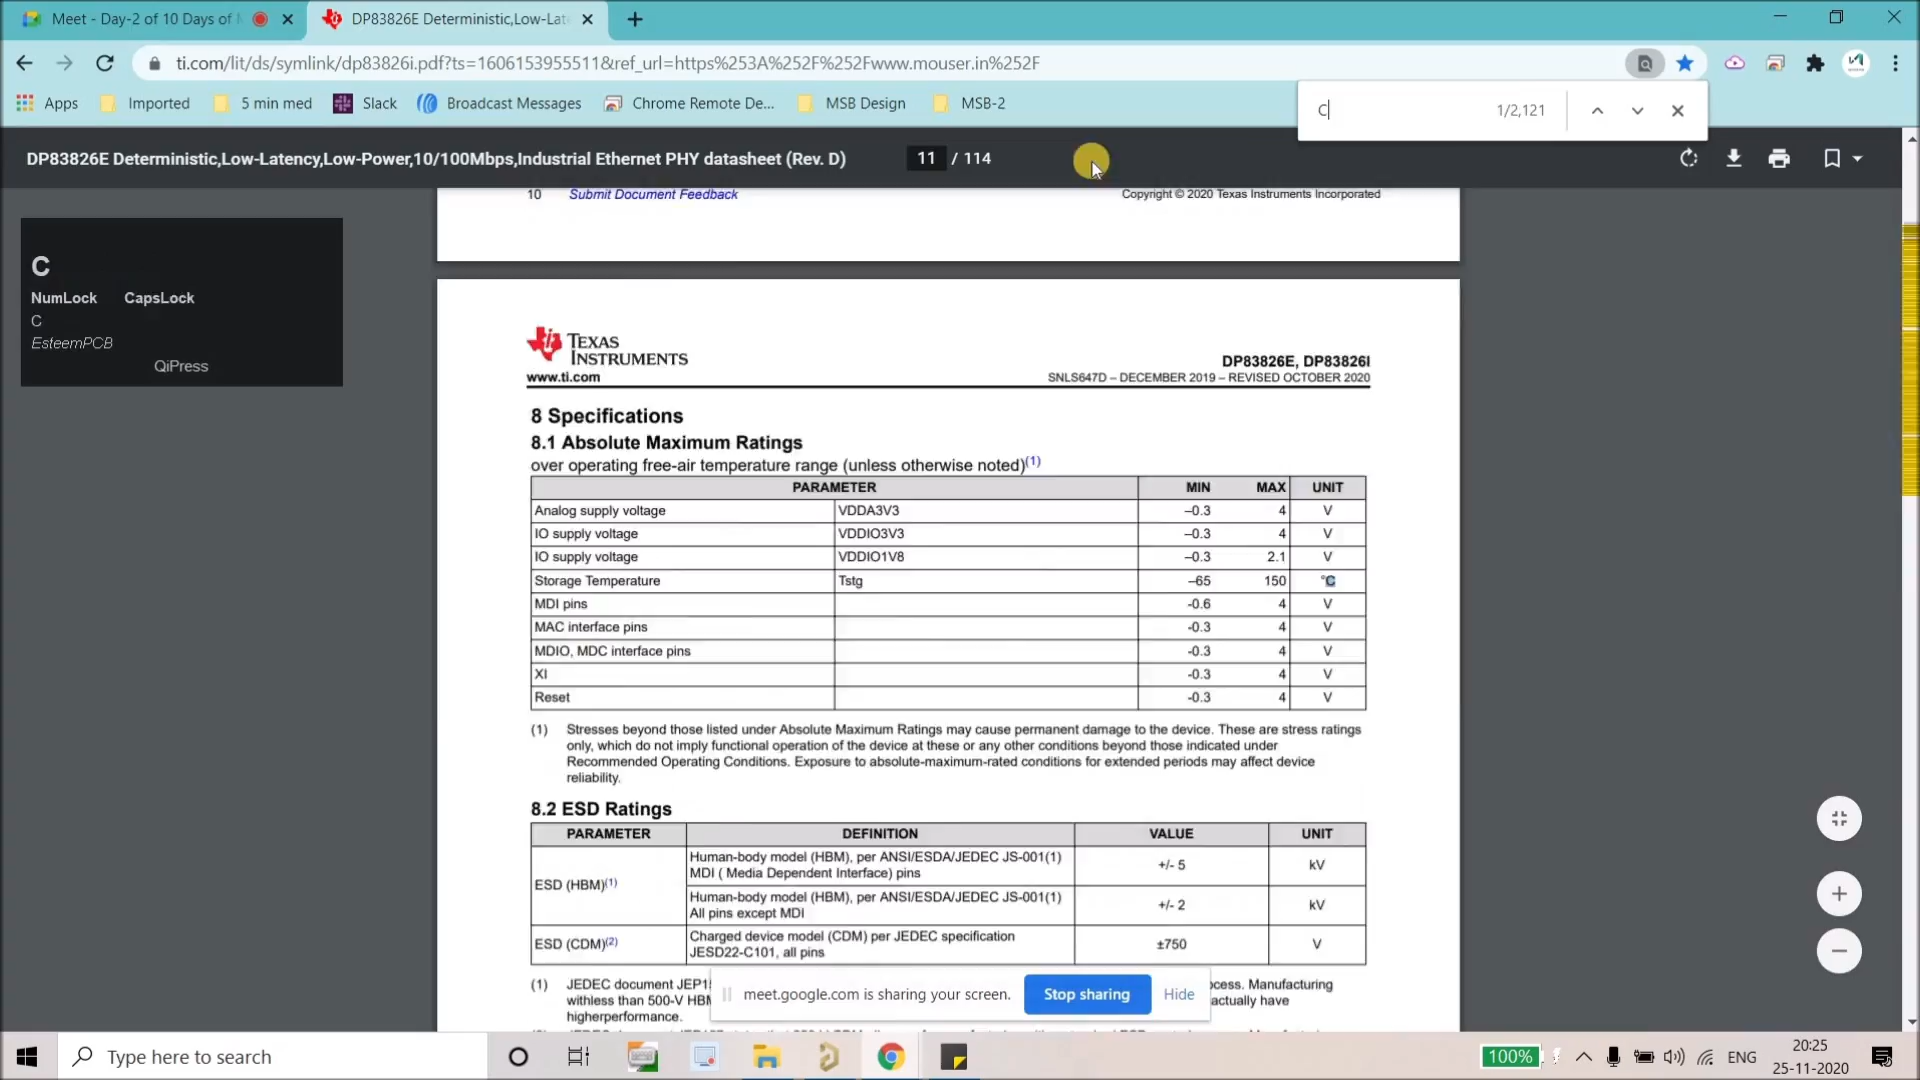 Meet - Day-2 of 10 Days of
DP83826E Deterministic,Low-Lat
ti.com/lit/ds/symlink/dp83826i.pdf?ts=1606153955511&ref_url=https%253A%252F%252Fwww.mouser.in%252F
Apps Imported 5 min med Slack Broadcast Messages Chrome Remote De... MSB Design MSB-2
C 1/2,121
DP83826E Deterministic,Low-Latency,Low-Power,10/100Mbps,Industrial Ethernet PHY datasheet (Rev. D) 11 / 114
10 Submit Document Feedback Copyright © 2020 Texas Instruments Incorporated
C
NumLock CapsLock
C
EsteemPCB
QiPress
TEXAS
INSTRUMENTS
www.ti.com
DP83826E, DP83826I
SNLS647D – DECEMBER 2019 – REVISED OCTOBER 2020
8 Specifications
8.1 Absolute Maximum Ratings
over operating free-air temperature range (unless otherwise noted)(1)
PARAMETER MIN MAX UNIT
Analog supply voltage VDDA3V3 –0.3 4 V
IO supply voltage VDDIO3V3 –0.3 4 V
IO supply voltage VDDIO1V8 –0.3 2.1 V
Storage Temperature Tstg –65 150 °C
MDI pins -0.6 4 V
MAC interface pins -0.3 4 V
MDIO, MDC interface pins -0.3 4 V
XI -0.3 4 V
Reset -0.3 4 V
(1) Stresses beyond those listed under Absolute Maximum Ratings may cause permanent damage to the device. These are stress ratings
only, which do not imply functional operation of the device at these or any other conditions beyond those indicated under
Recommended Operating Conditions. Exposure to absolute-maximum-rated conditions for extended periods may affect device
reliability.
8.2 ESD Ratings
PARAMETER DEFINITION VALUE UNIT
ESD (HBM)(1)
Human-body model (HBM), per ANSI/ESDA/JEDEC JS-001(1)
MDI ( Media Dependent Interface) pins
+/- 5 kV
Human-body model (HBM), per ANSI/ESDA/JEDEC JS-001(1)
All pins except MDI
+/- 2 kV
ESD (CDM)(2)
Charged device model (CDM) per JEDEC specification
JESD22-C101, all pins
±750 V
(1) JEDEC document JEP15 ocess. Manufacturing
withless than 500-V HBM actually have
higherperformance.
meet.google.com is sharing your screen. Stop sharing Hide
Type here to search
100% ENG
20:25
25-11-2020